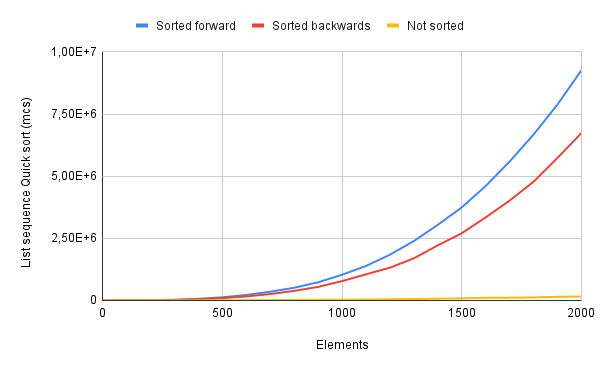 Sorted forward Sorted backwards Not sorted
List sequence Quick sort (mcs)
1,00E+7
7,50E+6
5,00E+6
2,50E+6
0
0 500 1000 1500 2000
Elements